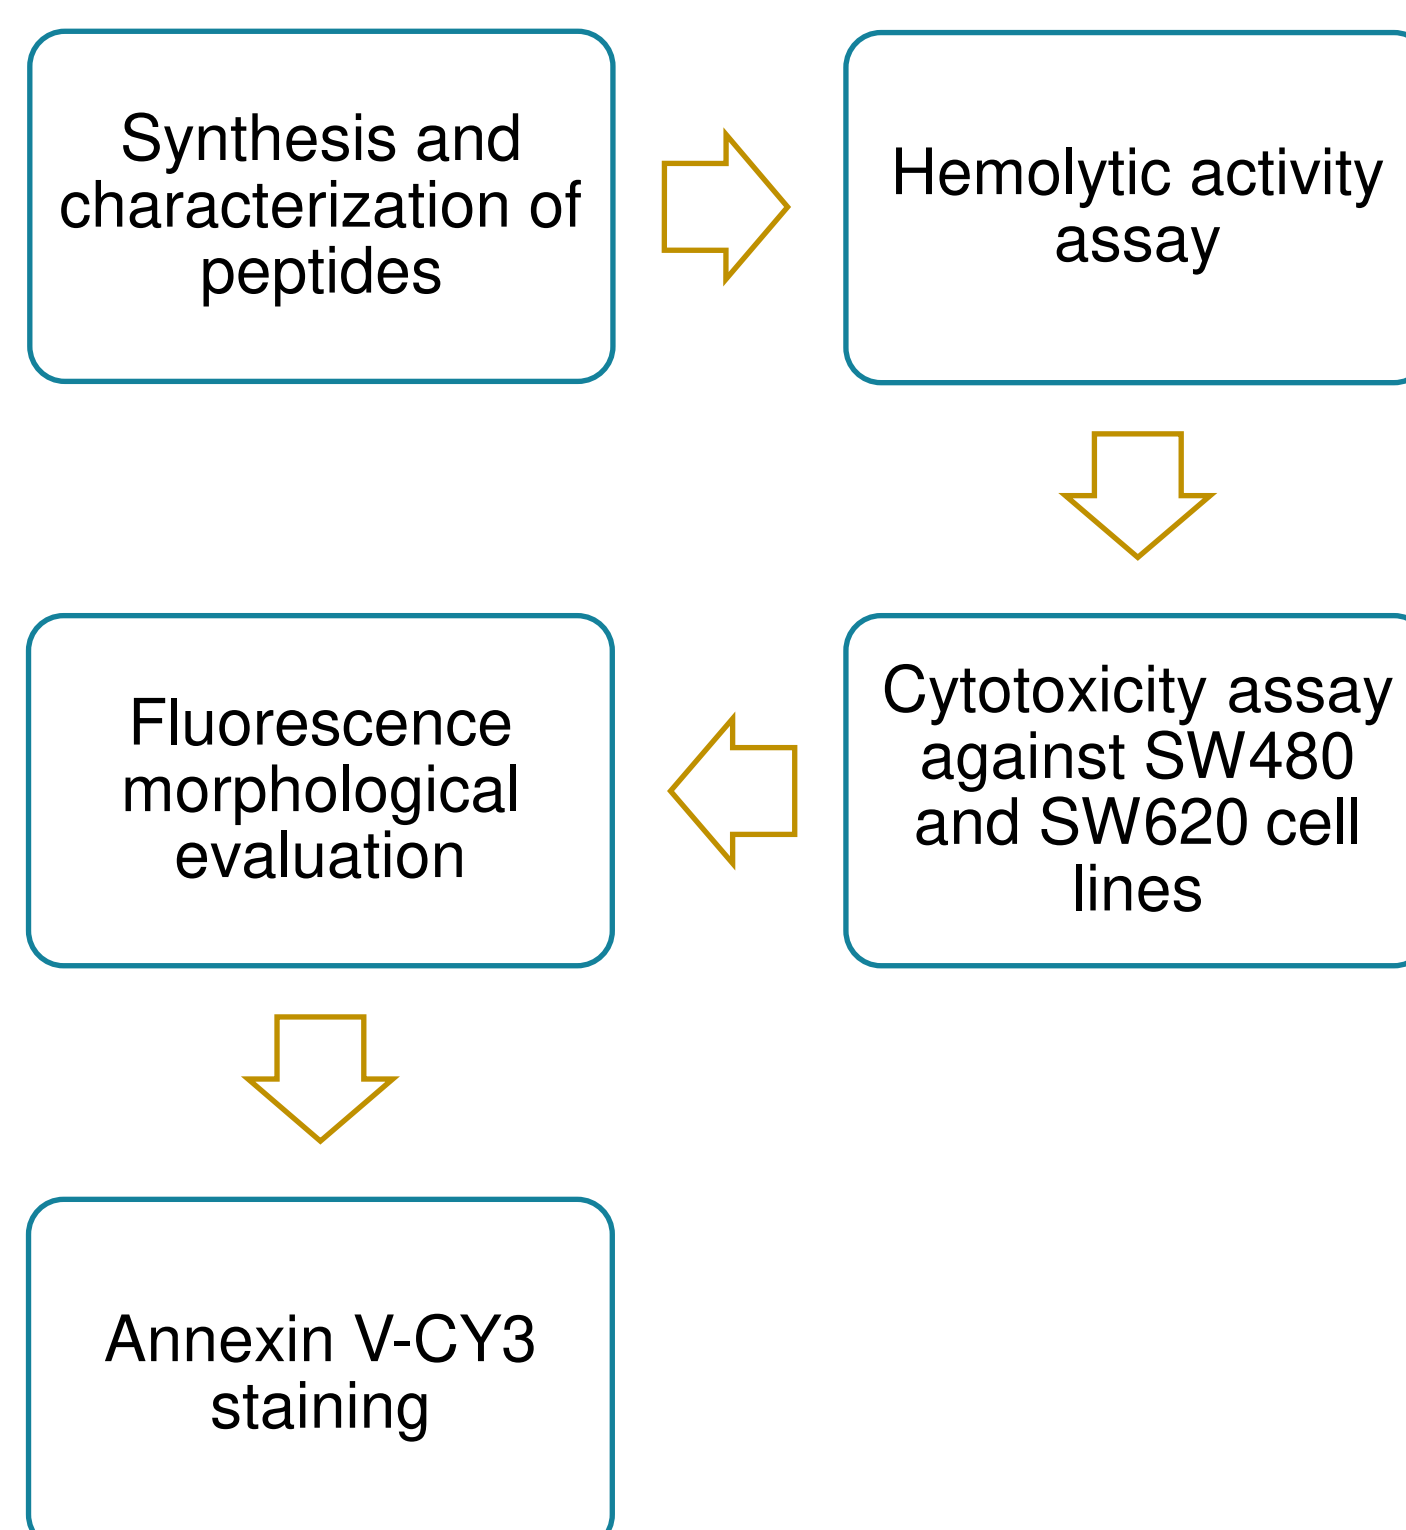 Synthesis and
characterization of
peptides
Hemolytic activity
assay
Cytotoxicity assay
against SW480
and SW620 cell
lines
Fluorescence
morphological
evaluation
Annexin V-CY3
staining